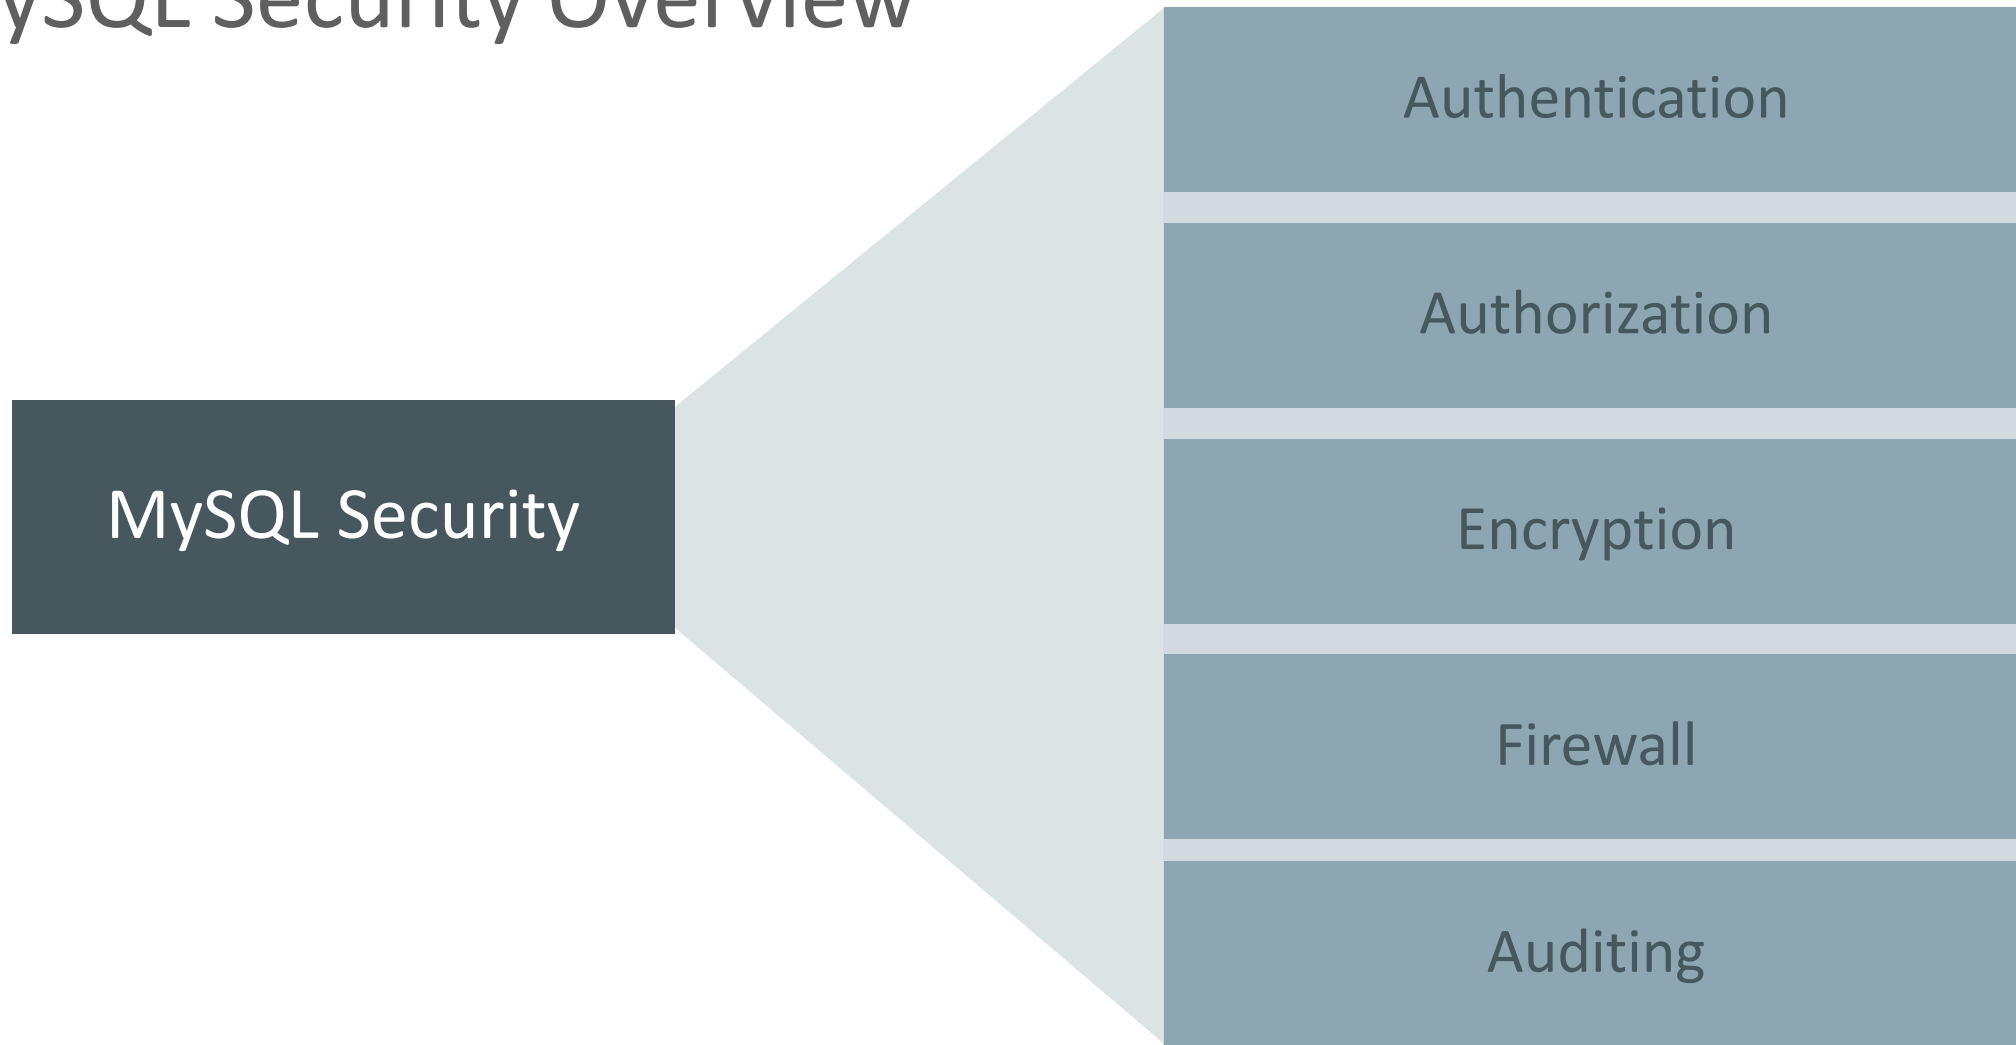 ySQL Security Overview
Authentication
Authorization
MySQL Security
Encryption
Firewall
Auditing